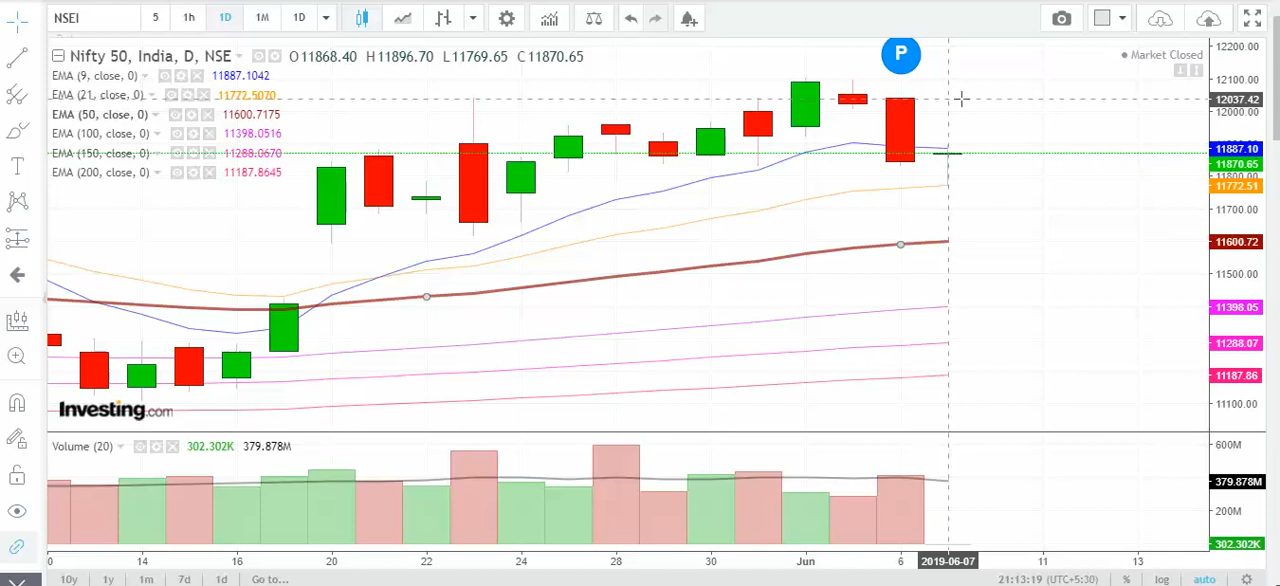 NSEI 5 1h 1D 1M 1D
Nifty 50, India, D, NSE O11868.40 H11896.70 L11769.65 C11870.65
P
Market Closed
EMA (9, close, 0) 11887.1042
EMA (21, close, 0) 11772.5070
EMA (50, close, 0) 11600.7175
EMA (100, close, 0) 11398.0516
EMA (150, close, 0) 11288.0670
EMA (200, close, 0) 11187.8645
12200.00
12100.00
12037.42
12000.00
11887.10
11870.65
11800.00
11772.51
11700.00
11600.72
11500.00
11398.05
11300.00
11288.07
11187.86
11100.00
Investing.com
Volume (20) 302.302K 379.878M
600M
379.878M
200M
302.302K
0 14 16 20 22 24 28 30 Jun 6 2019-06-07 11 13
10y 1y 1m 7d 1d Go to... 21:13:19 (UTC+5:30) % log auto